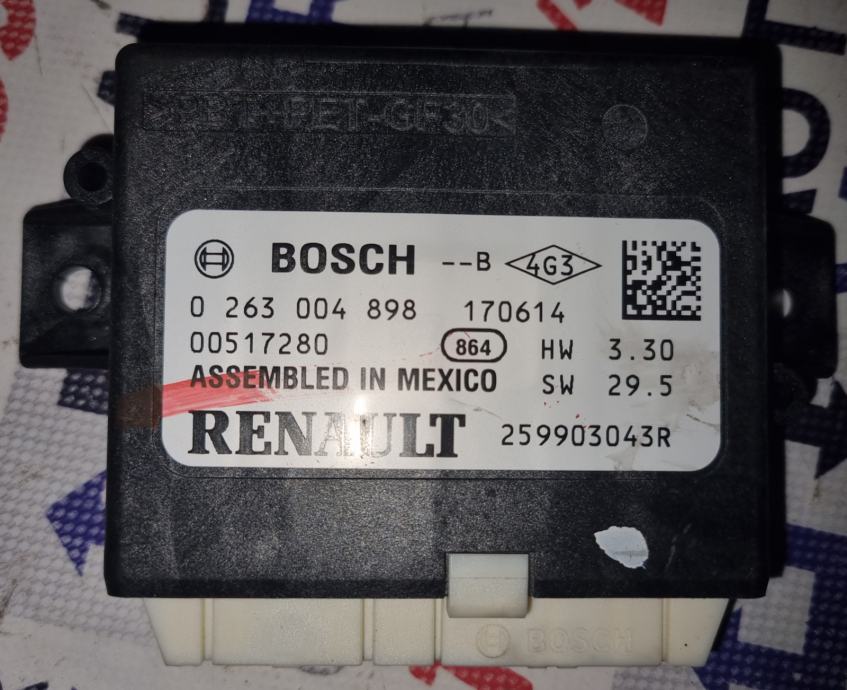 >PBT-PET-GF30<
BOSCH --B 4G3
0 263 004 898 170614
00517280 864 HW 3.30
ASSEMBLED IN MEXICO SW 29.5
RENAULT 259903043R
BOSCH